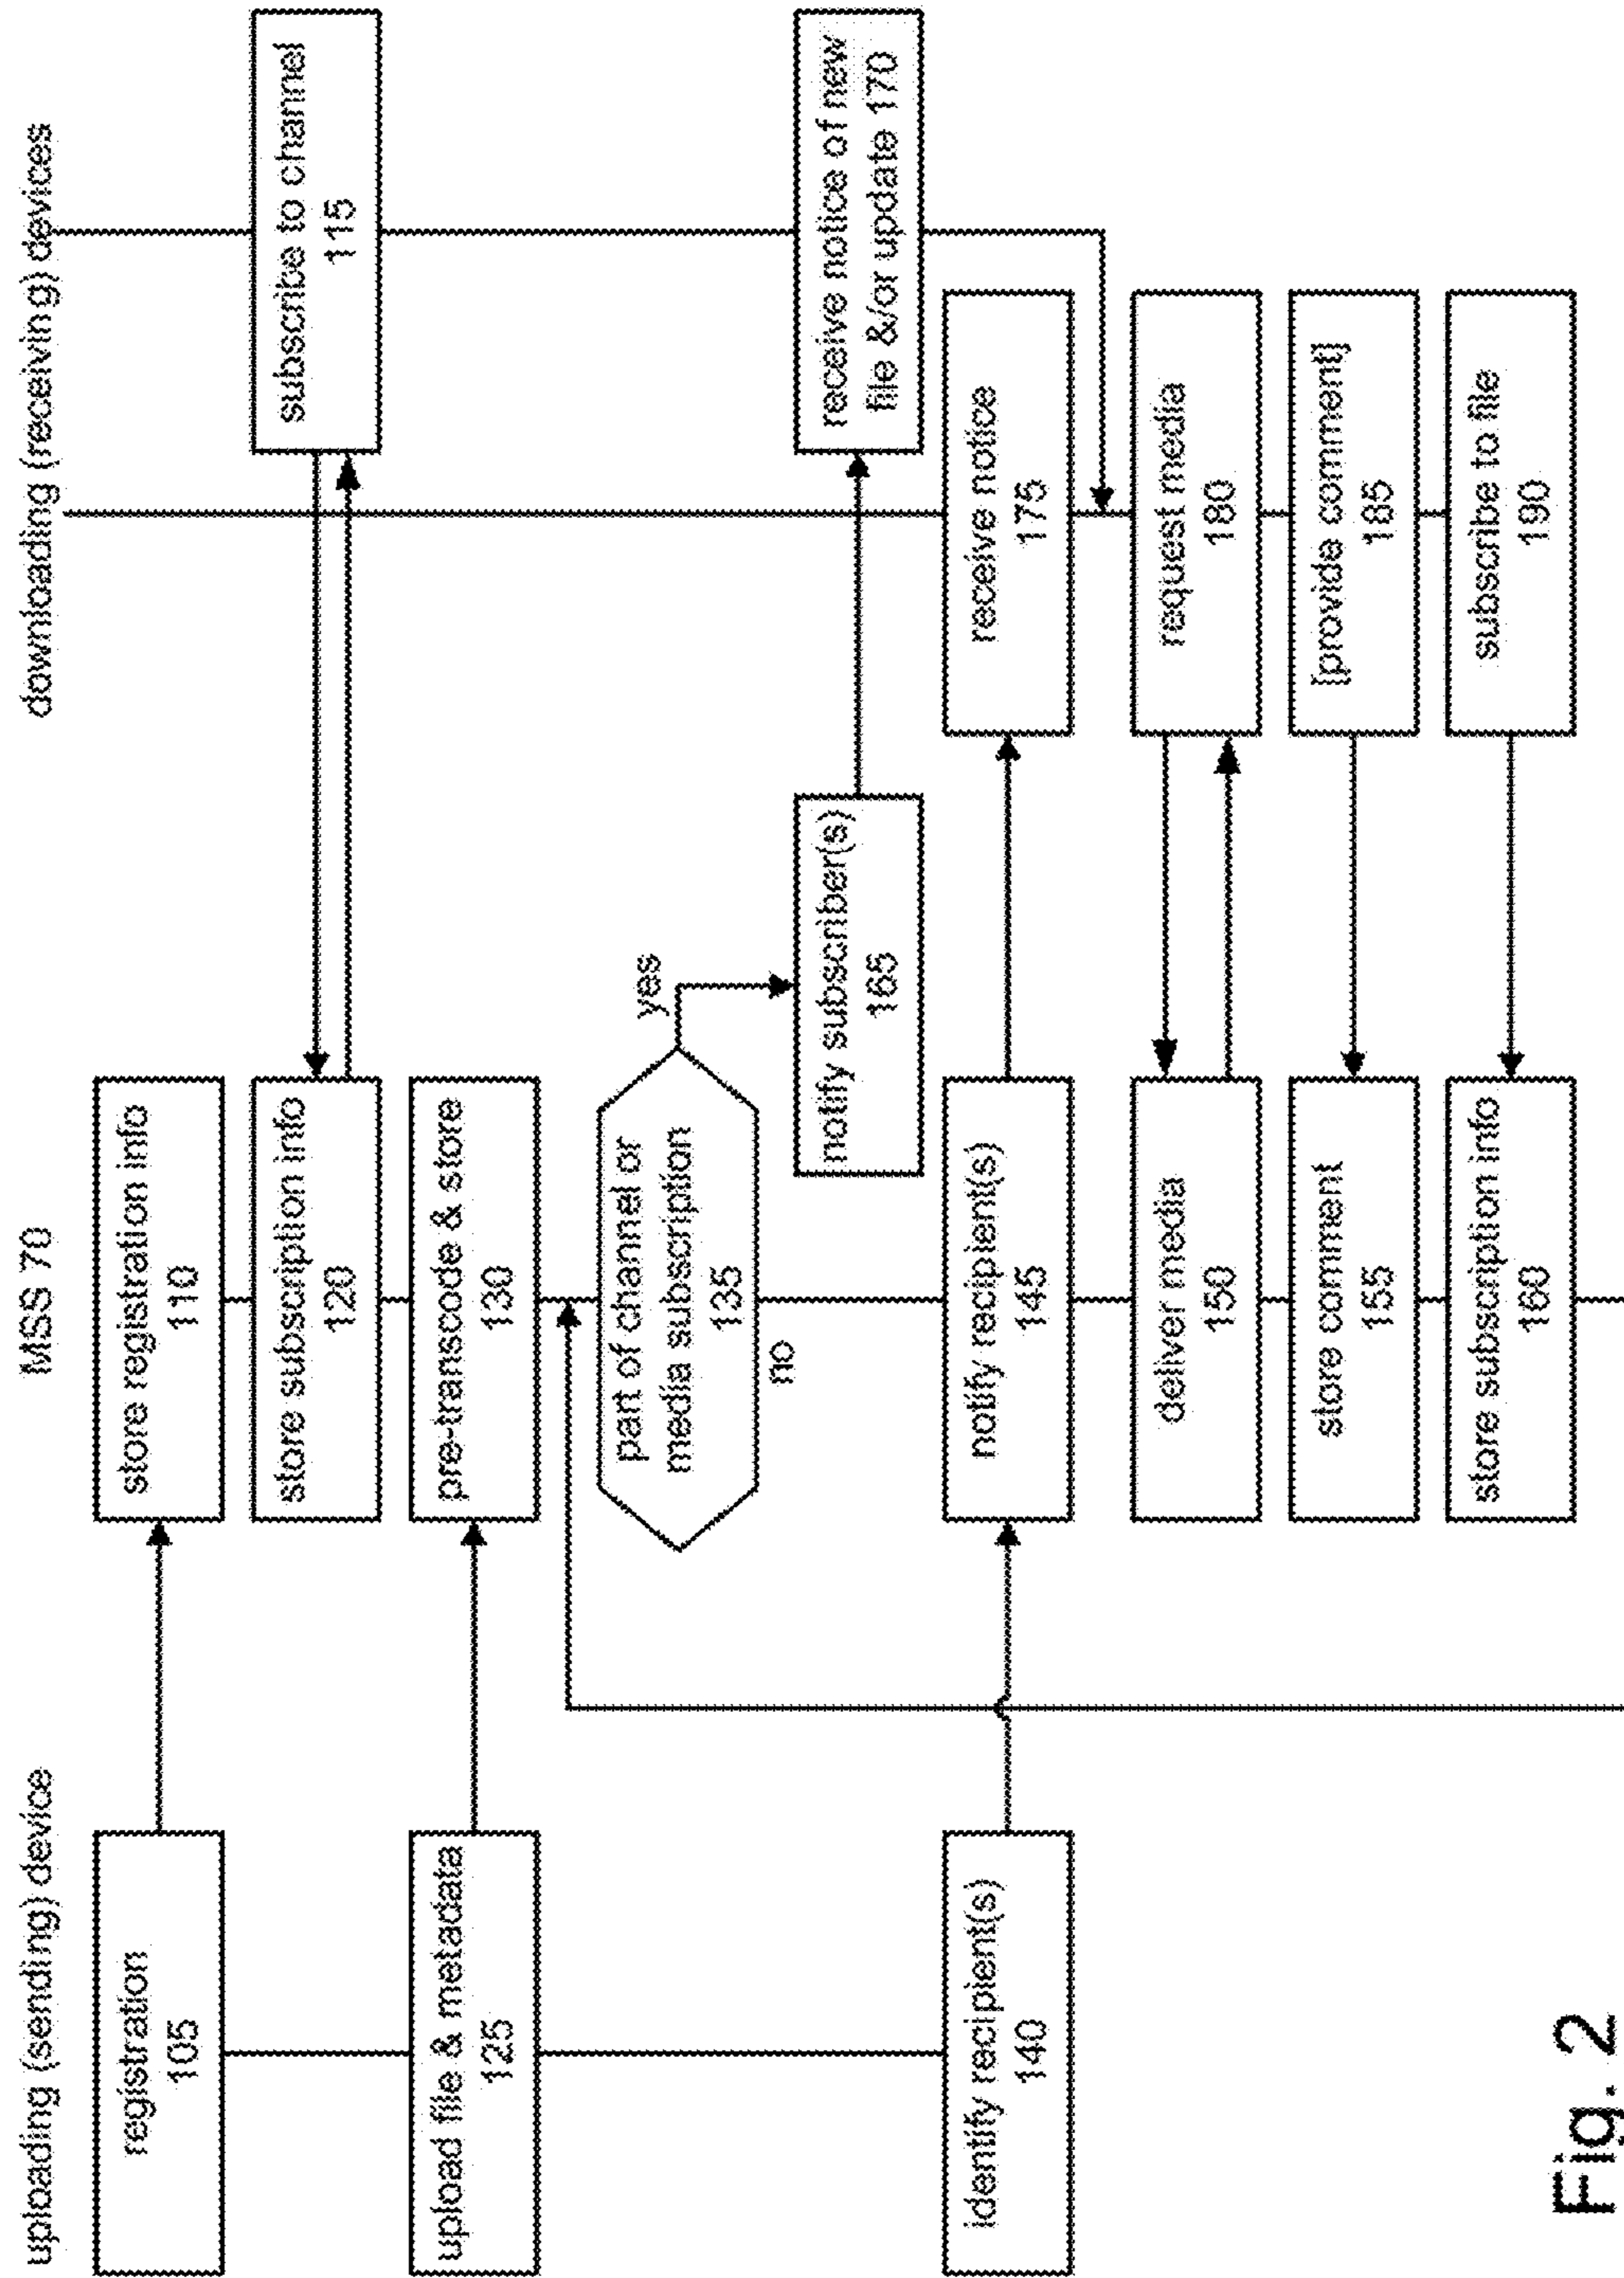 uploading (sending) device
MSS 70
downloading (receiving) devices
registration
105
store registration info
110
store subscription info
120
subscribe to channel
115
upload file & metadata
125
pre-transcode & store
130
part of channel or
media subscription
135
yes
no
notify subscriber(s)
165
receive notice of new
file &/or update 170
identify recipient(s)
140
notify recipient(s)
145
receive notice
175
deliver media
150
request media
180
store comment
155
[provide comment]
185
store subscription info
160
subscribe to file
190
Fig. 2